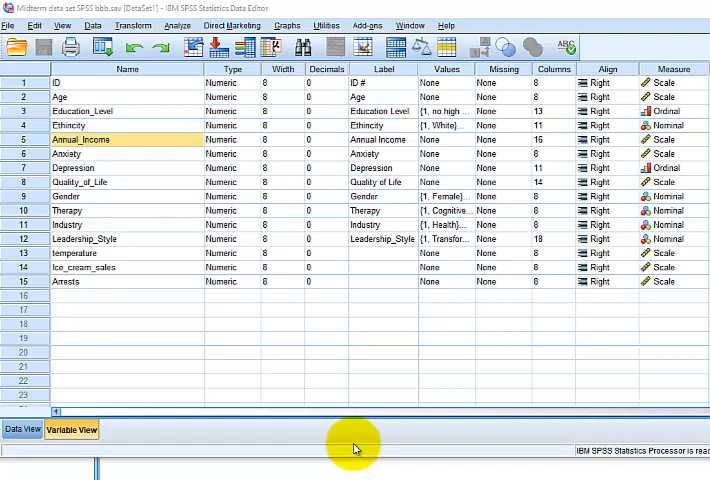 Midterm data set SPSS bbb.sav [DataSet1] - IBM SPSS Statistics Data Editor
File Edit View Data Transform Analyze Direct Marketing Graphs Utilities Add-ons Window Help
Name Type Width Decimals Label Values Missing Columns Align Measure
1 ID Numeric 8 0 ID # None None 8 Right Scale
2 Age Numeric 8 0 Age None None 8 Right Scale
3 Education_Level Numeric 8 0 Education Level {1, no high ... None 13 Right Ordinal
4 Ethincity Numeric 8 0 Ethincity {1, White}... None 11 Right Nominal
5 Annual_Income Numeric 8 0 Annual Income None None 16 Right Scale
6 Anxiety Numeric 8 0 Anxiety None None 8 Right Scale
7 Depression Numeric 8 0 Depression None None 11 Right Ordinal
8 Quality_of_Life Numeric 8 0 Quality of Life None None 14 Right Scale
9 Gender Numeric 8 0 Gender {1, Female}... None 8 Right Nominal
10 Therapy Numeric 8 0 Therapy {1, Cognitive... None 8 Right Nominal
11 Industry Numeric 8 0 Industry {1, Health}... None 8 Right Nominal
12 Leadership_Style Numeric 8 0 Leadership_Style {1, Transfor... None 18 Right Nominal
13 temperature Numeric 8 0 None None 8 Right Scale
14 Ice_cream_sales Numeric 8 0 None None 8 Right Scale
15 Arrests Numeric 8 0 None None 8 Right Scale
16
17
18
19
20
21
22
23
Data View Variable View
IBM SPSS Statistics Processor is read